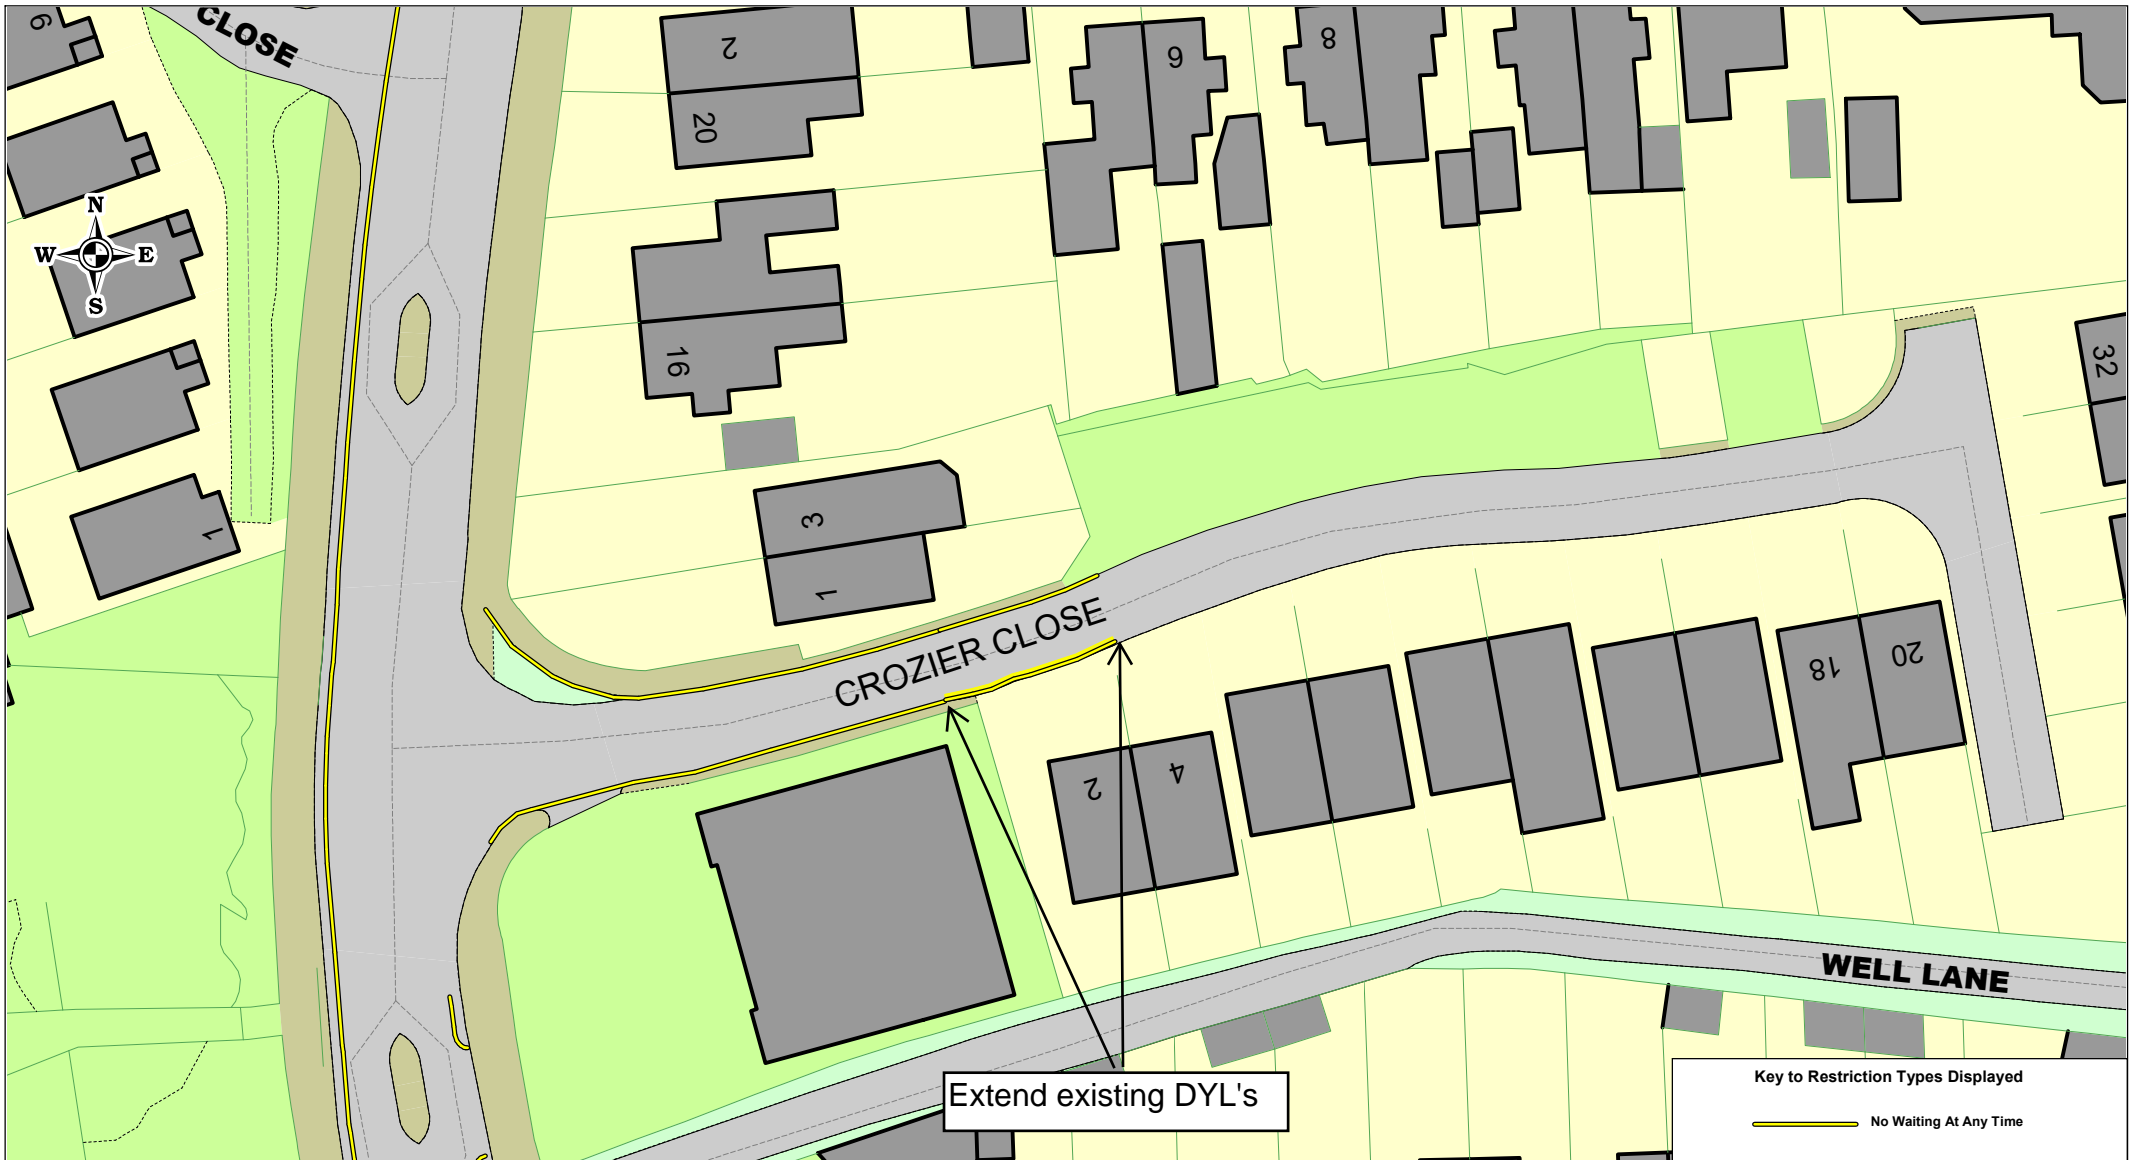 CLOSE
6
2
20
6
8
N
W E
S
16
32
3
1
1
CROZIER CLOSE
18
20
2
4
WELL LANE
Extend existing DYL's
Key to Restriction Types Displayed
No Waiting At Any Time